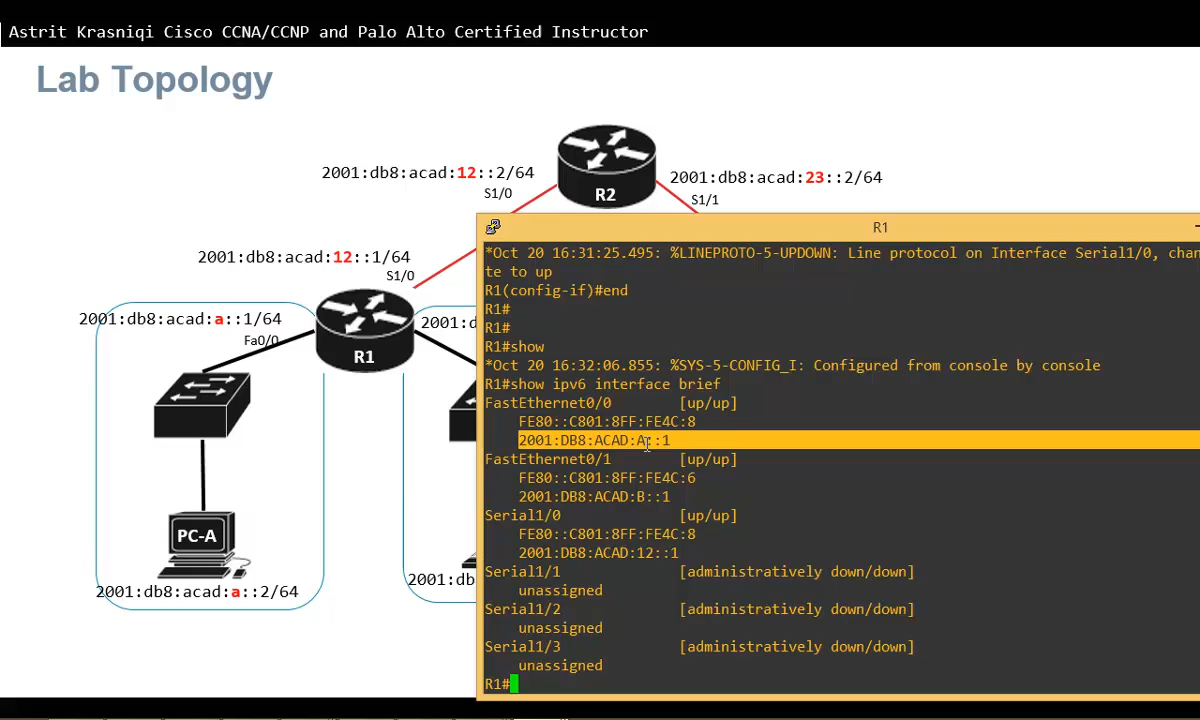 Astrit Krasniqi Cisco CCNA/CCNP and Palo Alto Certified Instructor
Lab Topology
2001:db8:acad:12::2/64
S1/0
R2
2001:db8:acad:23::2/64
S1/1
2001:db8:acad:12::1/64
S1/0
2001:db8:acad:a::1/64
Fa0/0
R1
2001:d
PC-A
2001:db8:acad:a::2/64
2001:db
R1
*Oct 20 16:31:25.495: %LINEPROTO-5-UPDOWN: Line protocol on Interface Serial1/0, chan
te to up
R1(config-if)#end
R1#
R1#
R1#show
*Oct 20 16:32:06.855: %SYS-5-CONFIG_I: Configured from console by console
R1#show ipv6 interface brief
FastEthernet0/0 [up/up]
FE80::C801:8FF:FE4C:8
2001:DB8:ACAD:A::1
FastEthernet0/1 [up/up]
FE80::C801:8FF:FE4C:6
2001:DB8:ACAD:B::1
Serial1/0 [up/up]
FE80::C801:8FF:FE4C:8
2001:DB8:ACAD:12::1
Serial1/1 [administratively down/down]
unassigned
Serial1/2 [administratively down/down]
unassigned
Serial1/3 [administratively down/down]
unassigned
R1#